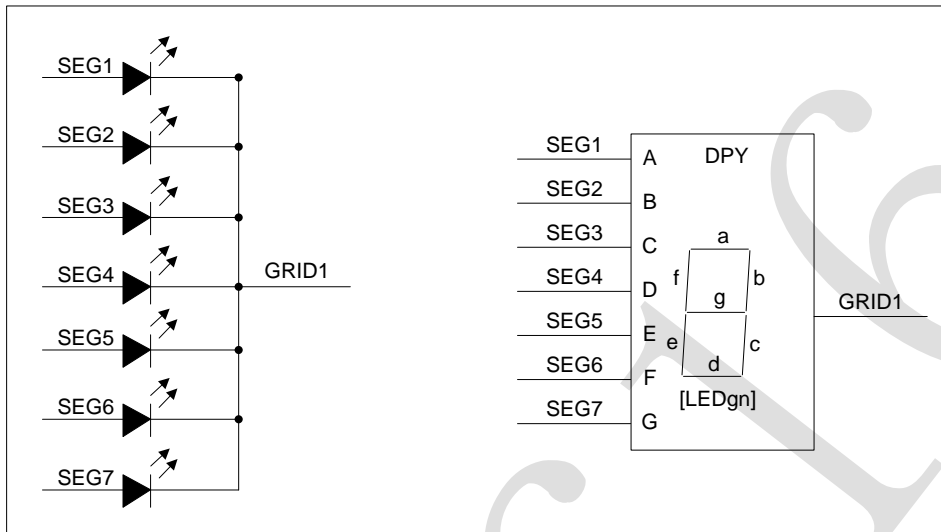 SEG1
SEG2
SEG3
SEG4
GRID1
SEG5
SEG6
SEG7
SEG1
A
DPY
SEG2
B
SEG3
C
a
SEG4
D
f
b
g
GRID1
SEG5
E
e
c
SEG6
F
d
[LEDgn]
SEG7
G